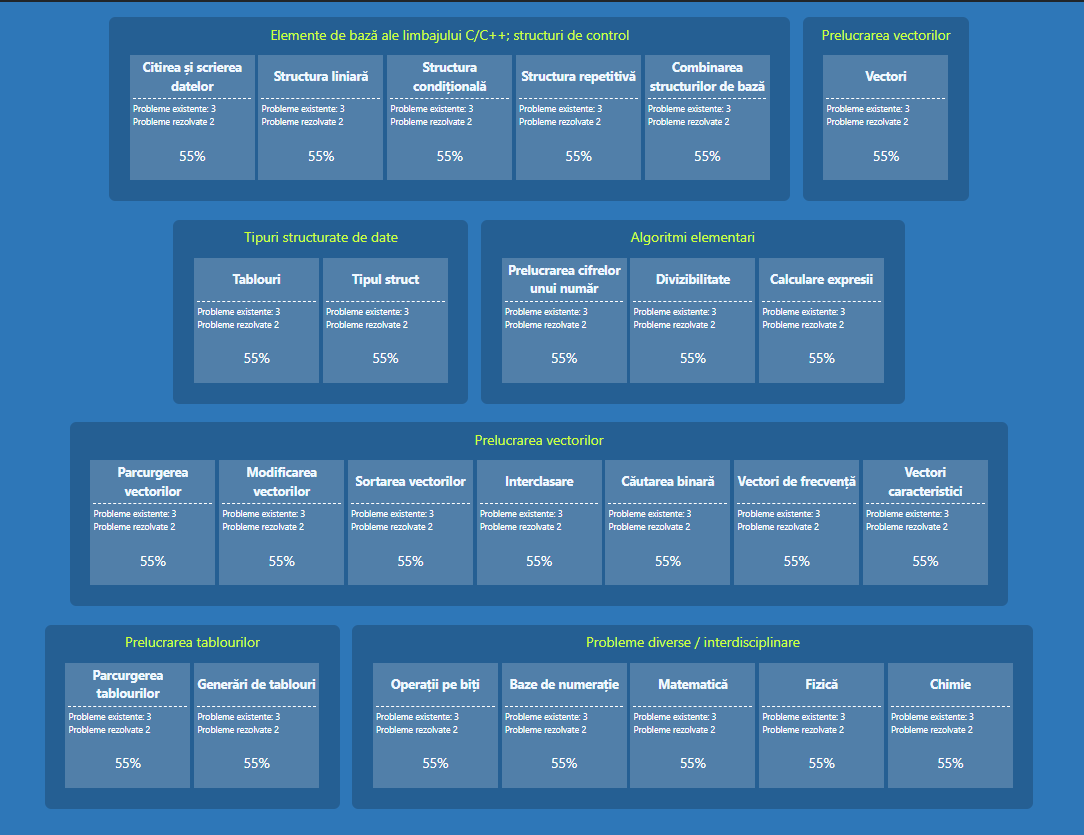 Elemente de bază ale limbajului C/C++; structuri de control
Citirea și scrierea
datelor
Probleme existente: 3
Probleme rezolvate 2
55%
Structura liniară
Probleme existente: 3
Probleme rezolvate 2
55%
Structura
condițională
Probleme existente: 3
Probleme rezolvate 2
55%
Structura repetitivă
Probleme existente: 3
Probleme rezolvate 2
55%
Combinarea
structurilor de bază
Probleme existente: 3
Probleme rezolvate 2
55%
Prelucrarea vectorilor
Vectori
Probleme existente: 3
Probleme rezolvate 2
55%
Tipuri structurate de date
Tablouri
Probleme existente: 3
Probleme rezolvate 2
55%
Tipul struct
Probleme existente: 3
Probleme rezolvate 2
55%
Algoritmi elementari
Prelucrarea cifrelor
unui număr
Probleme existente: 3
Probleme rezolvate 2
55%
Divizibilitate
Probleme existente: 3
Probleme rezolvate 2
55%
Calculare expresii
Probleme existente: 3
Probleme rezolvate 2
55%
Prelucrarea vectorilor
Parcurgerea
vectorilor
Probleme existente: 3
Probleme rezolvate 2
55%
Modificarea
vectorilor
Probleme existente: 3
Probleme rezolvate 2
55%
Sortarea vectorilor
Probleme existente: 3
Probleme rezolvate 2
55%
Interclasare
Probleme existente: 3
Probleme rezolvate 2
55%
Căutarea binară
Probleme existente: 3
Probleme rezolvate 2
55%
Vectori de frecvență
Probleme existente: 3
Probleme rezolvate 2
55%
Vectori
caracteristici
Probleme existente: 3
Probleme rezolvate 2
55%
Prelucrarea tablourilor
Parcurgerea
tablourilor
Probleme existente: 3
Probleme rezolvate 2
55%
Generări de tablouri
Probleme existente: 3
Probleme rezolvate 2
55%
Probleme diverse / interdisciplinare
Operații pe biți
Probleme existente: 3
Probleme rezolvate 2
55%
Baze de numerație
Probleme existente: 3
Probleme rezolvate 2
55%
Matematică
Probleme existente: 3
Probleme rezolvate 2
55%
Fizică
Probleme existente: 3
Probleme rezolvate 2
55%
Chimie
Probleme existente: 3
Probleme rezolvate 2
55%